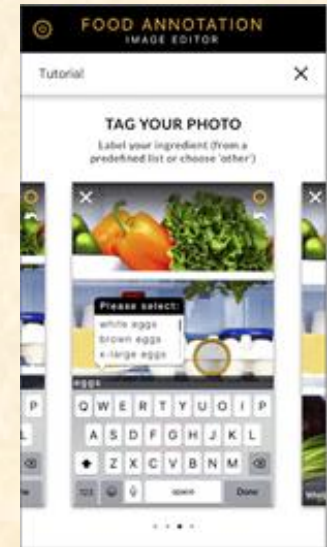 FOOD ANNOTATION
IMAGE EDITOR
Tutorial
TAG YOUR PHOTO
Label your ingredient (from a
predefined list or choose 'other')
Please select:
white eggs
brown eggs
x-large eggs
eggs
P
Q W E R T Y U O I P
L
A S D F G H J K L
Z X C V B N M
123
space
Done